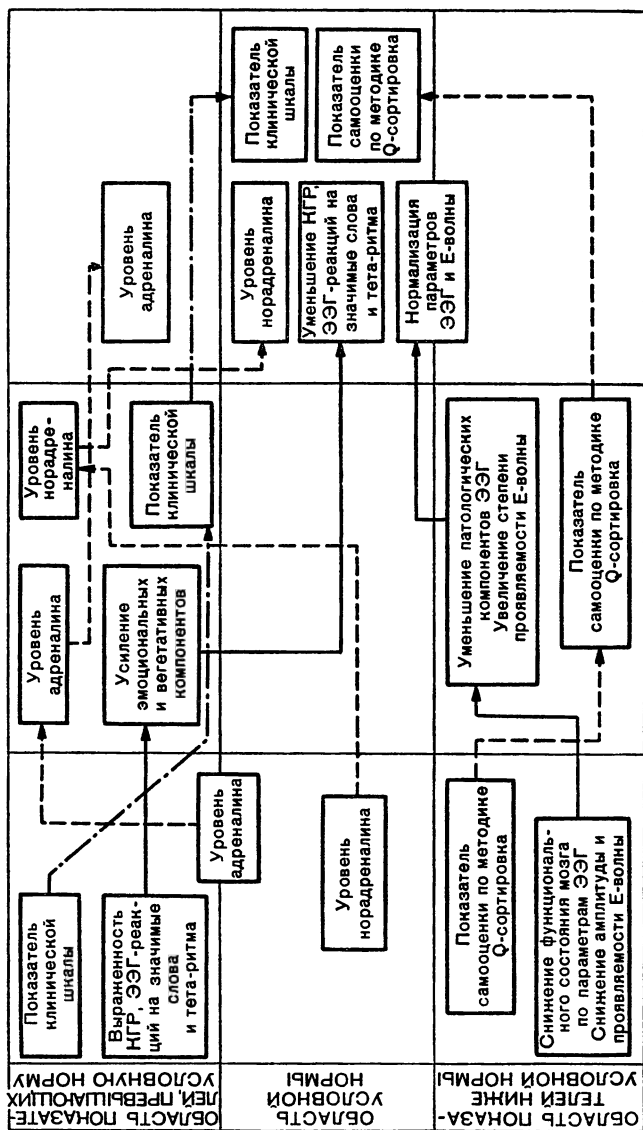 ОБЛАСТЬ ПОКАЗАТЕ-
ЛЕЙ, ПРЕВЫШАЮЩИХ
УСЛОВНУЮ НОРМУ
Показатель
клинической
шкалы
Выраженность
КГР, ЭЭГ-реак-
ций на значимые
слова
и тета-ритма
Уровень
адреналина
Уровень
адреналина
Усиление
эмоциональных
и вегетативных
компонентов
Уровень
норадре-
налина
Показатель
клинической
шкалы
Уровень
адреналина
ОБЛАСТЬ
УСЛОВНОЙ
НОРМЫ
Уровень
норадреналина
Уровень
норадреналина
Уменьшение КГР,
ЭЭГ-реакций на
значимые слова
и тета-ритма
Показатель
клинической
шкалы
Показатель
самооценки
по методике
Q-сортировка
Нормализация
параметров
ЭЭГ и Е-волны
ОБЛАСТЬ ПОКАЗА-
ТЕЛЕЙ НИЖЕ
УСЛОВНОЙ НОРМЫ
Показатель
самооценки по методике
Q-сортировка
Снижение функциональ-
ного состояния мозга
по параметрам ЭЭГ
Снижение амплитуды и
проявляемости Е-волны
Уменьшение патологических
компонентов ЭЭГ
Увеличение степени
проявляемости Е-волны
Показатель
самооценки по методике
Q-сортировка